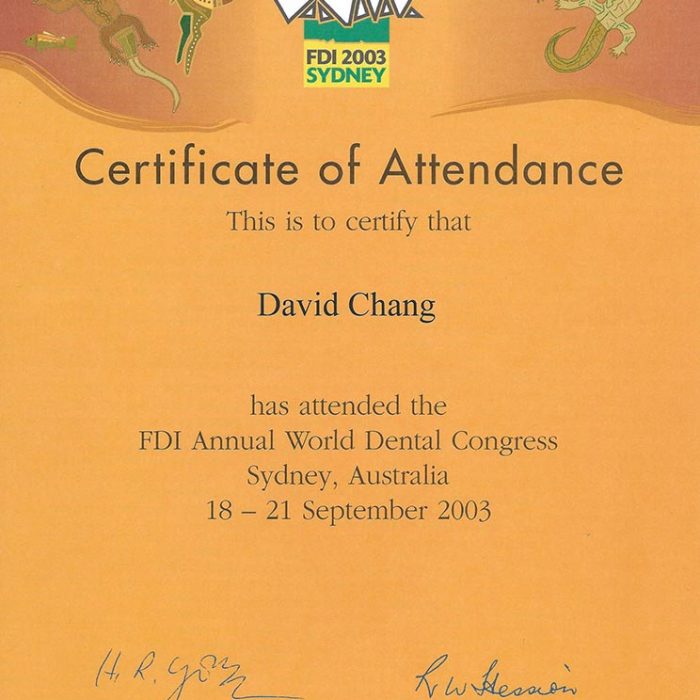 FDI 2003
SYDNEY
Certificate of Attendance
This is to certify that
David Chang
has attended the
FDI Annual World Dental Congress
Sydney, Australia
18 – 21 September 2003
H. R.
R W Hession